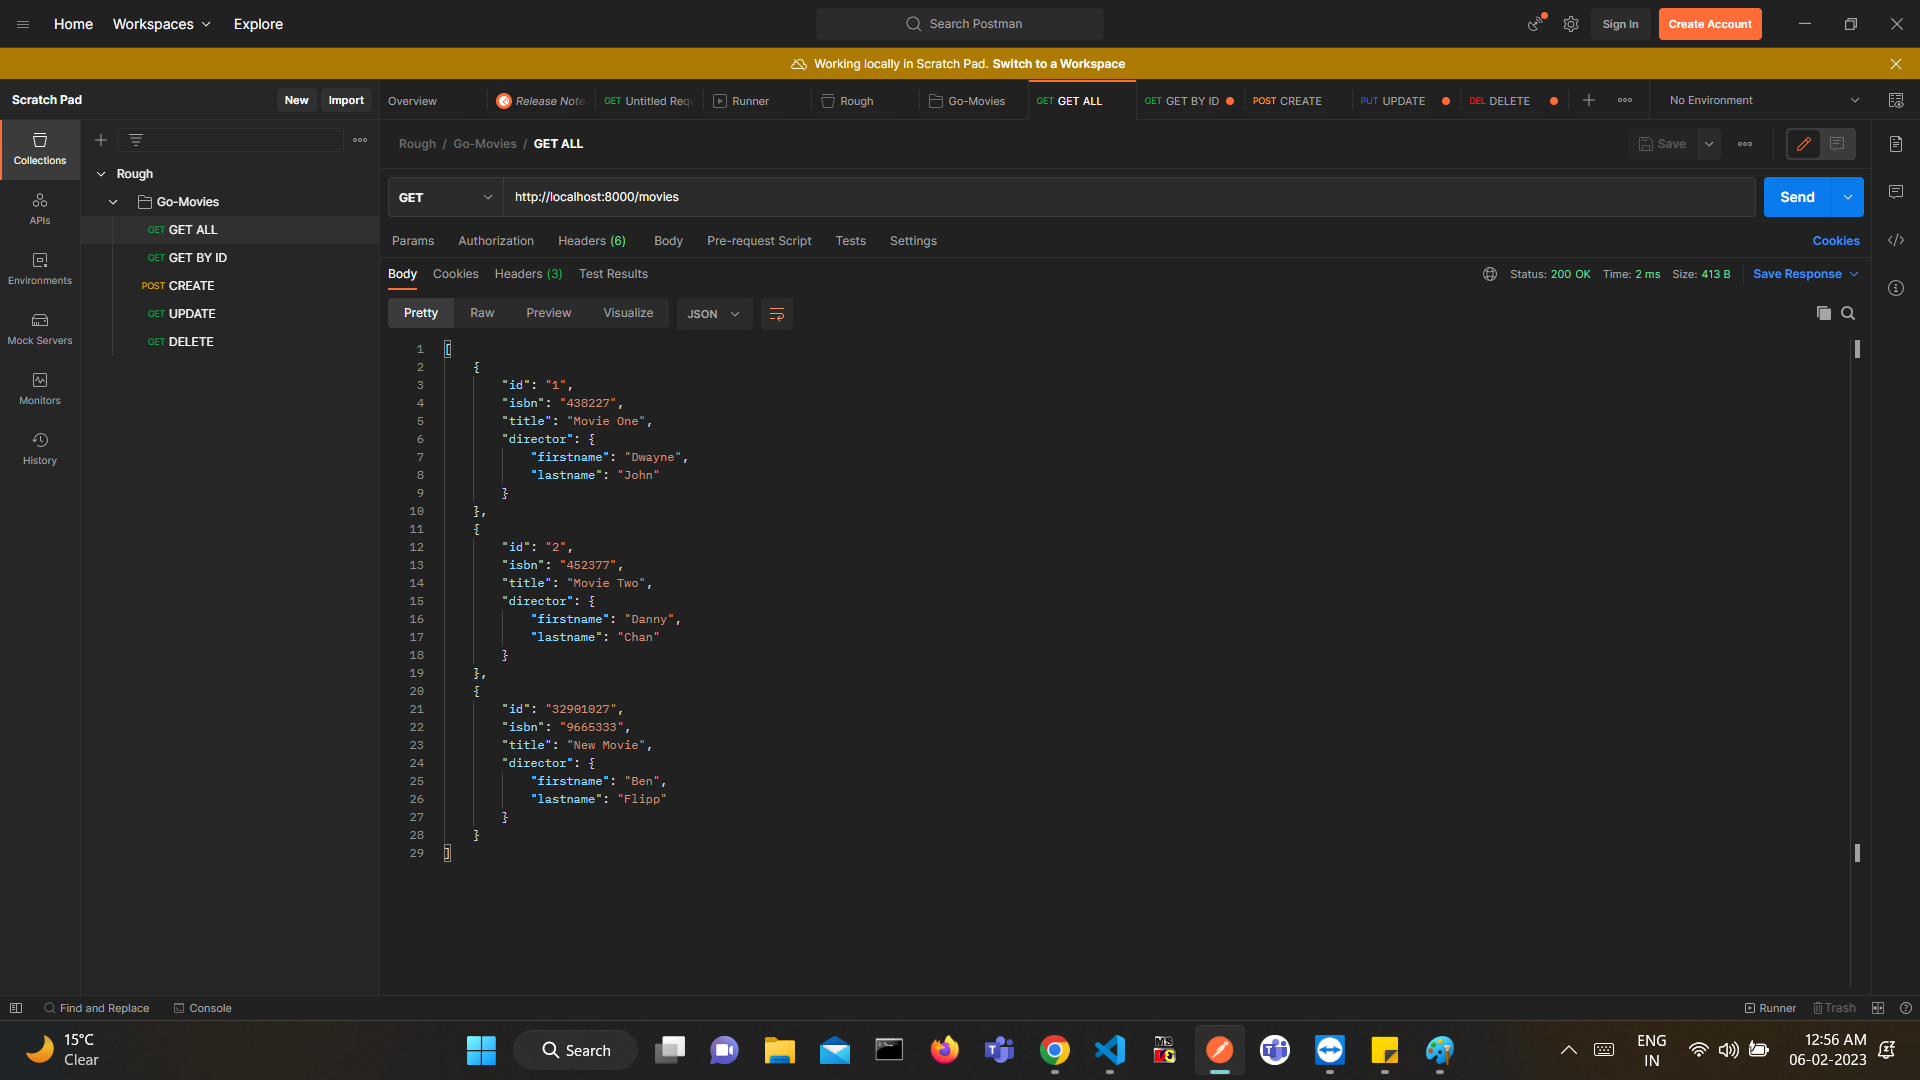 Home Workspaces Explore Search Postman Sign In Create Account
Working locally in Scratch Pad. Switch to a Workspace
Scratch Pad New Import Overview Release Note GET Untitled Requ Runner Rough Go-Movies GET GET ALL GET GET BY ID POST CREATE PUT UPDATE DEL DELETE No Environment
Collections
APIs
Environments
Mock Servers
Monitors
History
Rough
Go-Movies
GET GET ALL
GET GET BY ID
POST CREATE
GET UPDATE
GET DELETE
Rough / Go-Movies / GET ALL Save
GET http://localhost:8000/movies Send
Params Authorization Headers (6) Body Pre-request Script Tests Settings Cookies
Body Cookies Headers (3) Test Results Status: 200 OK Time: 2 ms Size: 413 B Save Response
Pretty Raw Preview Visualize JSON
1 [
2 {
3 "id": "1",
4 "isbn": "438227",
5 "title": "Movie One",
6 "director": {
7 "firstname": "Dwayne",
8 "lastname": "John"
9 }
10 },
11 {
12 "id": "2",
13 "isbn": "452377",
14 "title": "Movie Two",
15 "director": {
16 "firstname": "Danny",
17 "lastname": "Chan"
18 }
19 },
20 {
21 "id": "32901027",
22 "isbn": "9665333",
23 "title": "New Movie",
24 "director": {
25 "firstname": "Ben",
26 "lastname": "Flipp"
27 }
28 }
29 ]
Find and Replace Console Runner Trash
15°C
Clear
Search
MS
ENG
IN
12:56 AM
06-02-2023